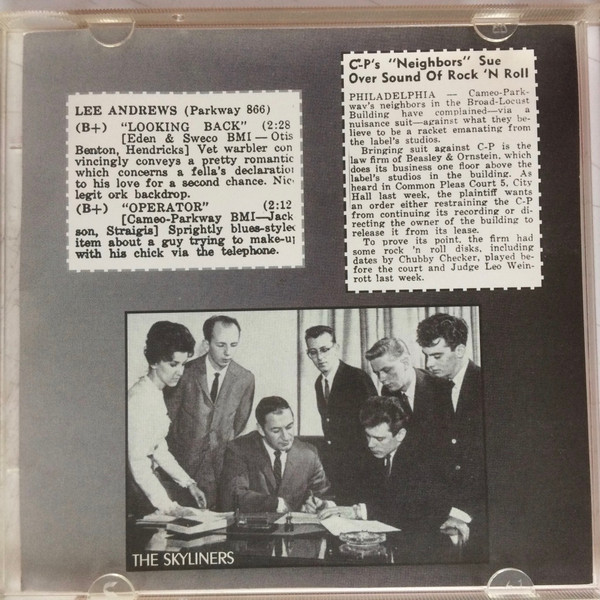 LEE ANDREWS (Parkway 866)
(B+) "LOOKING BACK" (2:28
[Eden & Sweco BMI — Otis
Benton, Hendricks] Vet warbler con
vincingly conveys a pretty romantic
which concerns a fella's declaratio
to his love for a second chance. Nic
legit ork backdrop.
(B+) "OPERATOR" (2:12
[Cameo-Parkway BMI—Jack
son, Straigis] Sprightly blues-style
item about a guy trying to make-up
with his chick via the telephone.
C-P's "Neighbors" Sue
Over Sound Of Rock 'N Roll
PHILADELPHIA — Cameo-Park-
way's neighbors in the Broad-Locust
Building have complained—via a
nuisance suit—against what they be-
lieve to be a racket emanating from
the label's studios.
Bringing suit against C-P is the
law firm of Beasley & Ornstein, which
does its business one floor above the
label's studios in the building. As
heard in Common Pleas Court 5, City
Hall last week, the plaintiff wants
an order either restraining the C-P
from continuing its recording or di-
recting the owner of the building to
release it from its lease.
To prove its point, the firm had
some rock 'n roll disks, including
dates by Chubby Checker, played be-
fore the court and Judge Leo Wein-
rott last week.
THE SKYLINERS